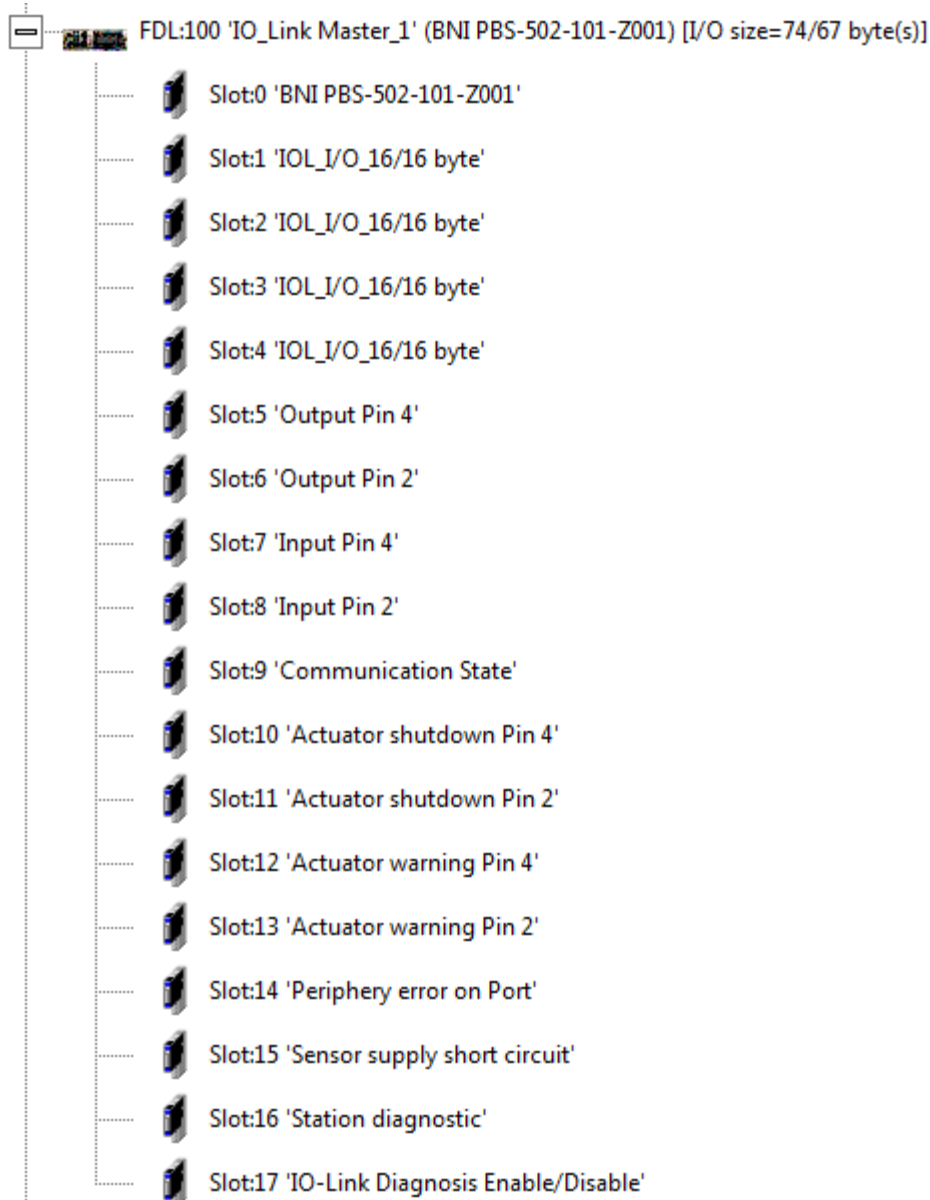 FDL:100 'IO_Link Master_1' (BNI PBS-502-101-Z001) [I/O size=74/67 byte(s)]
Slot:0 'BNI PBS-502-101-Z001'
Slot:1 'IOL_I/O_16/16 byte'
Slot:2 'IOL_I/O_16/16 byte'
Slot:3 'IOL_I/O_16/16 byte'
Slot:4 'IOL_I/O_16/16 byte'
Slot:5 'Output Pin 4'
Slot:6 'Output Pin 2'
Slot:7 'Input Pin 4'
Slot:8 'Input Pin 2'
Slot:9 'Communication State'
Slot:10 'Actuator shutdown Pin 4'
Slot:11 'Actuator shutdown Pin 2'
Slot:12 'Actuator warning Pin 4'
Slot:13 'Actuator warning Pin 2'
Slot:14 'Periphery error on Port'
Slot:15 'Sensor supply short circuit'
Slot:16 'Station diagnostic'
Slot:17 'IO-Link Diagnosis Enable/Disable'